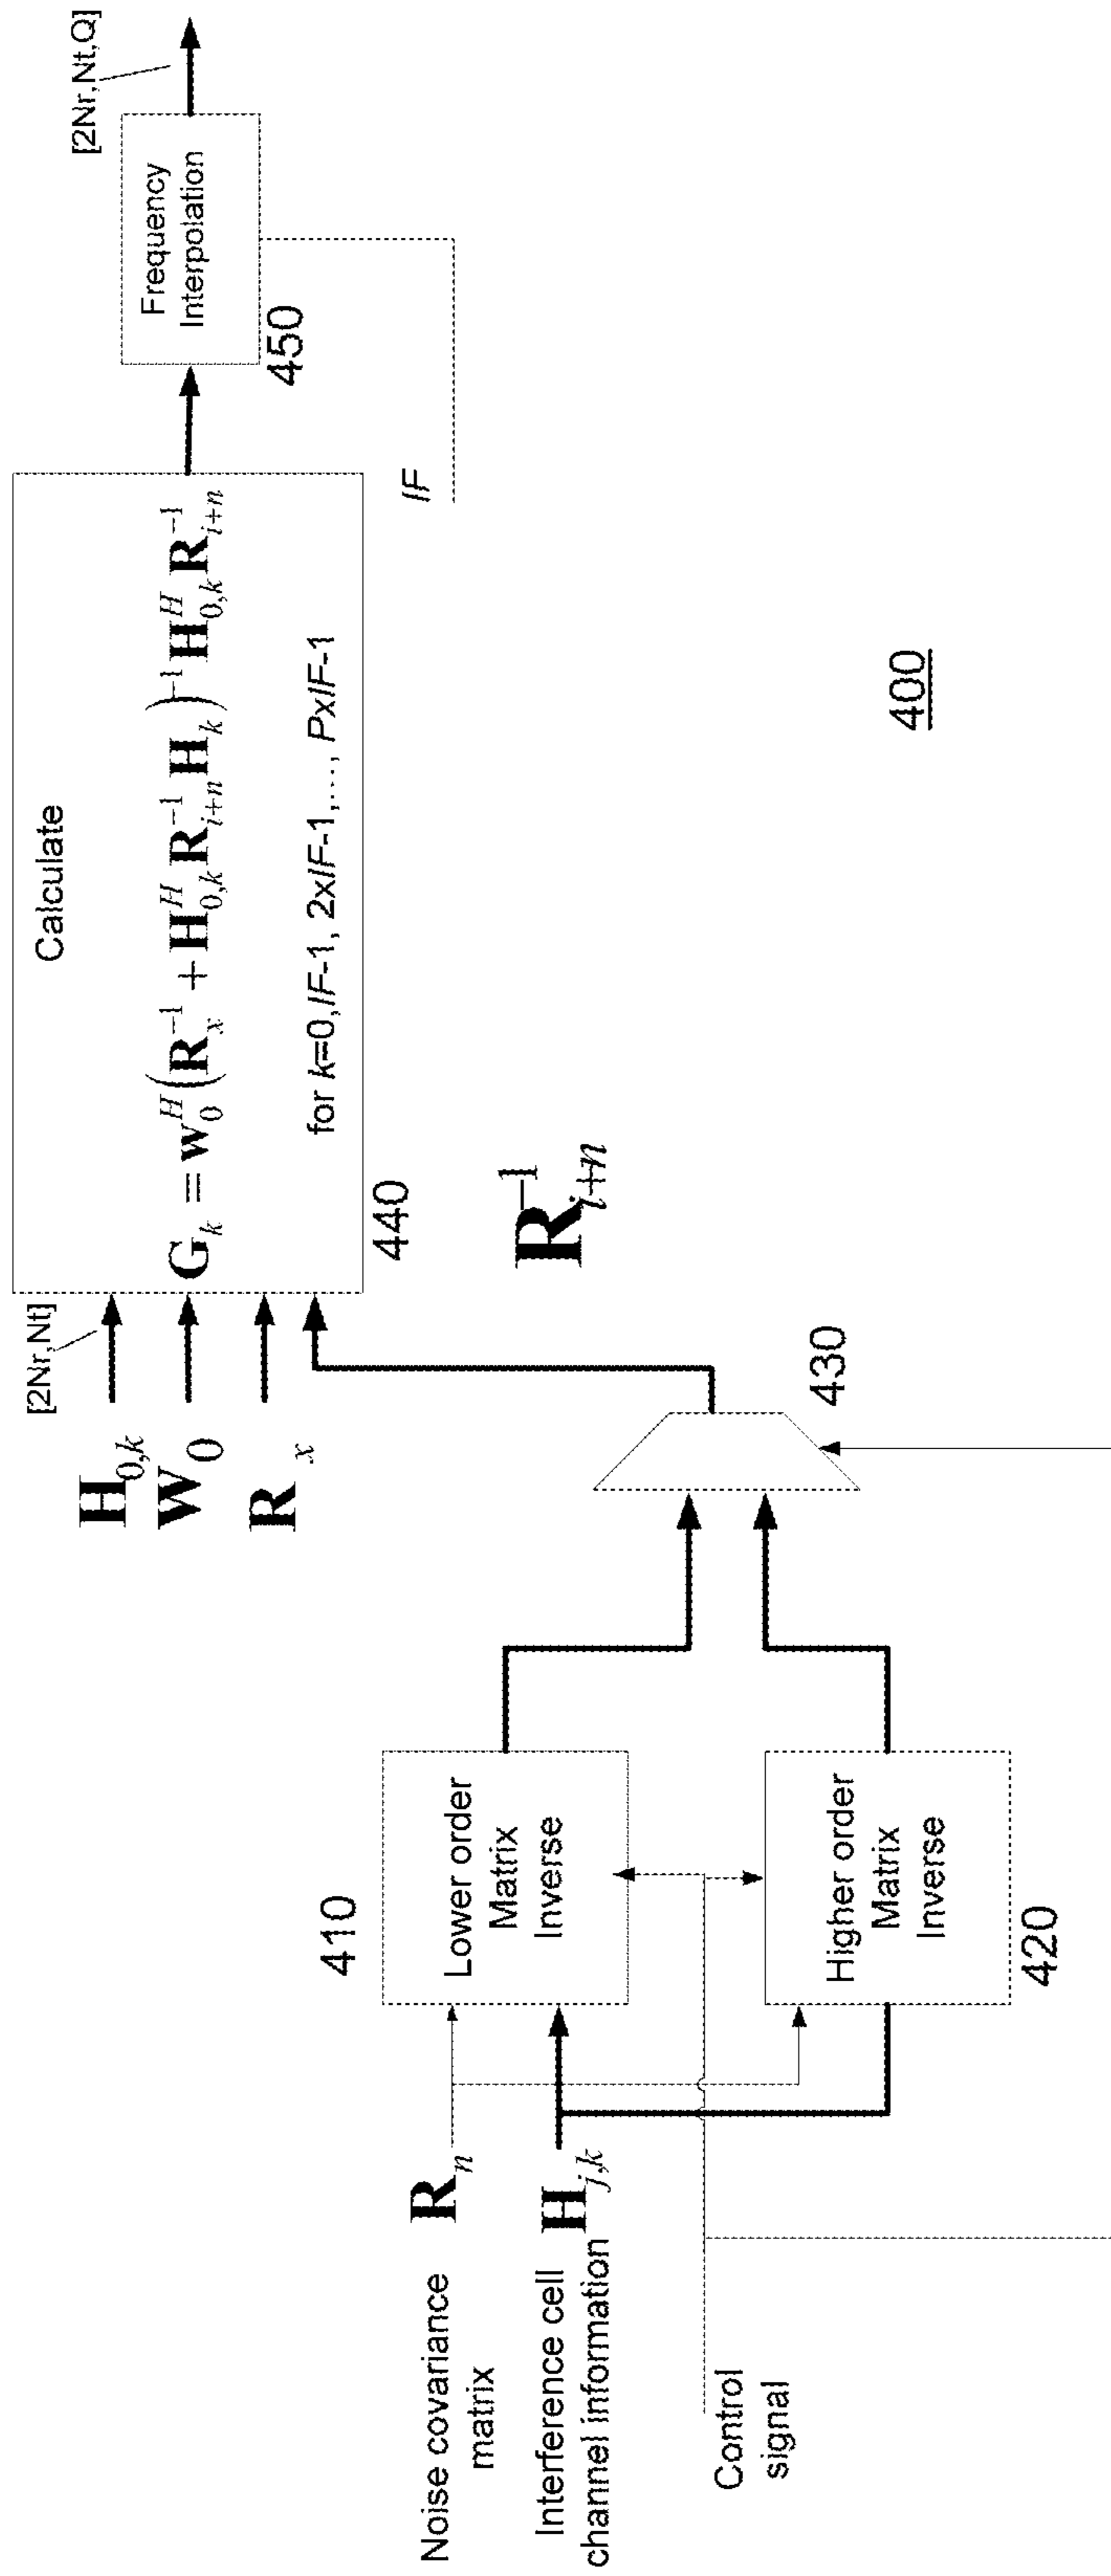 Noise covariance
matrix
R_n
Interference cell
channel information
H_{j,k}
Control
signal
410
Lower order
Matrix
Inverse
Higher order
Matrix
Inverse
420
430
R_{i+n}^{-1}
H_{0,k}
W_0
R_x
[2Nr,Nt]
Calculate
G_k = w_0^H (R_x^{-1} + H_{0,k}^H R_{i+n}^{-1} H_k)^{-1} H_{0,k}^H R_{i+n}^{-1}
for k=0,IF-1, 2xIF-1,..., PxIF-1
440
IF
Frequency
Interpolation
450
[2Nr,Nt,Q]
400